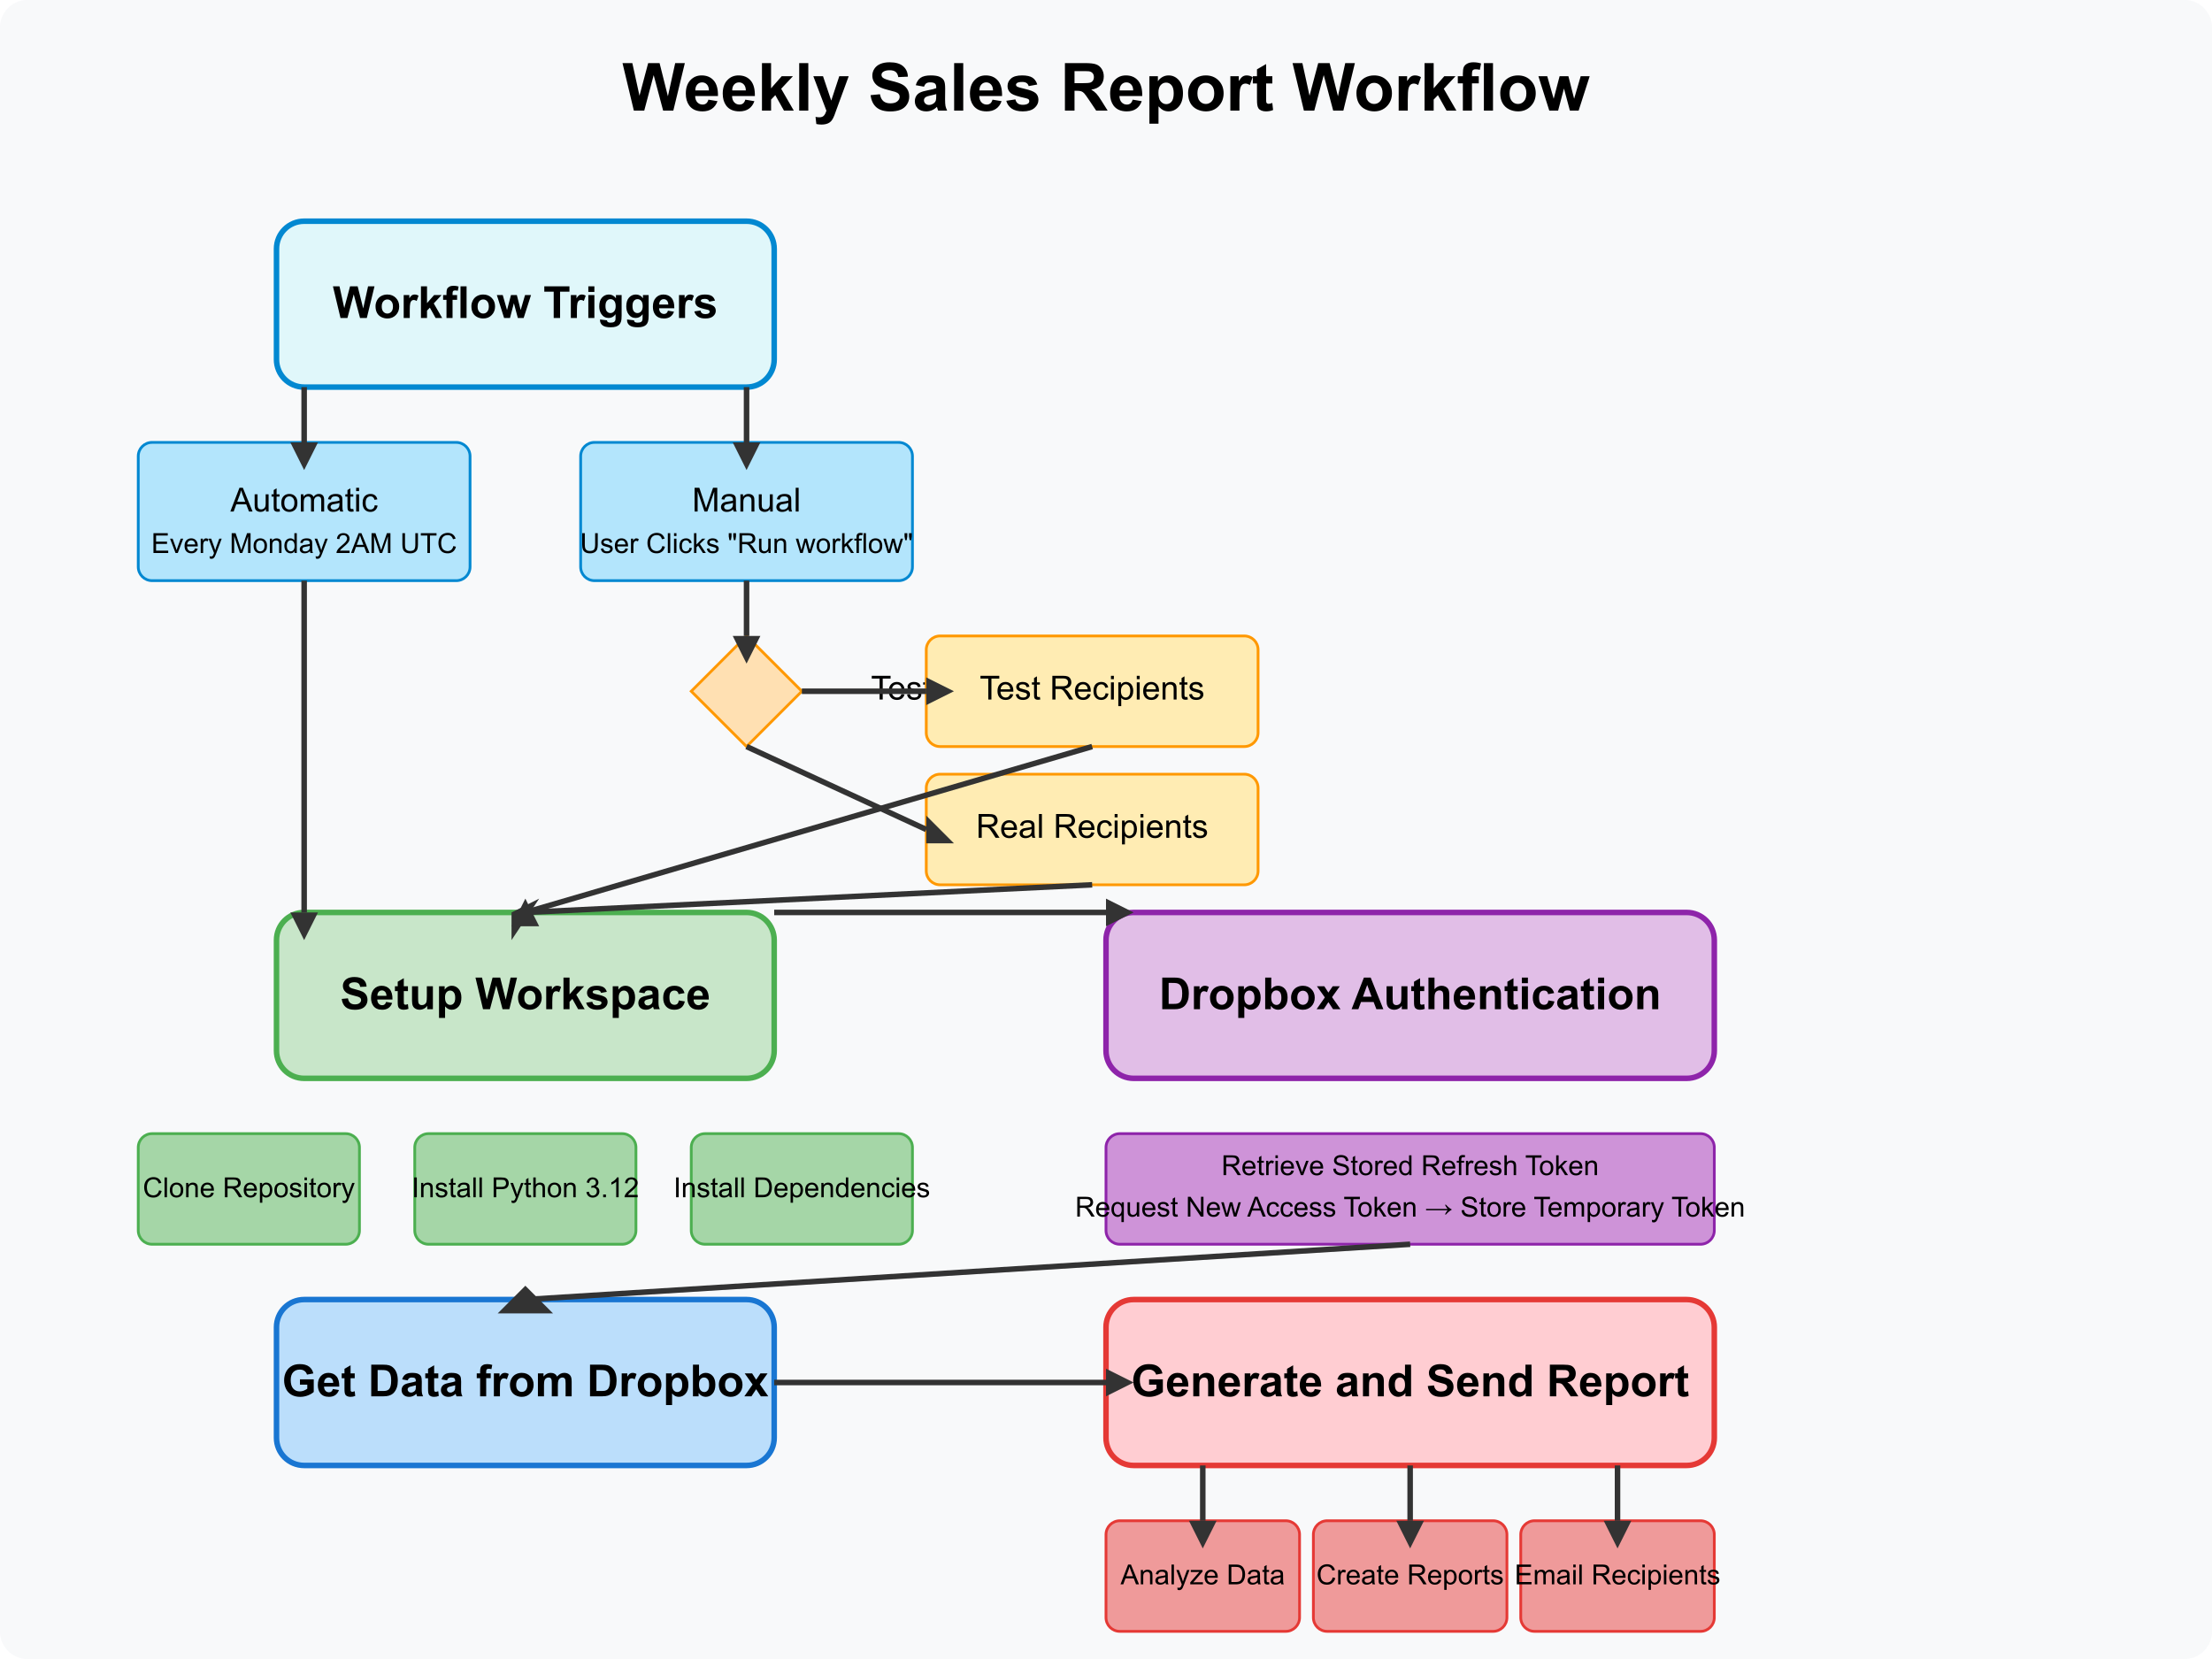 Weekly Sales Report Workflow
Workflow Triggers
Automatic
Every Monday 2AM UTC
Manual
User Clicks "Run workflow"
Test Recipients
Real Recipients
Setup Workspace
Dropbox Authentication
Clone Repository
Install Python 3.12
Install Dependencies
Retrieve Stored Refresh Token
Request New Access Token → Store Temporary Token
Get Data from Dropbox
Generate and Send Report
Analyze Data
Create Reports
Email Recipients